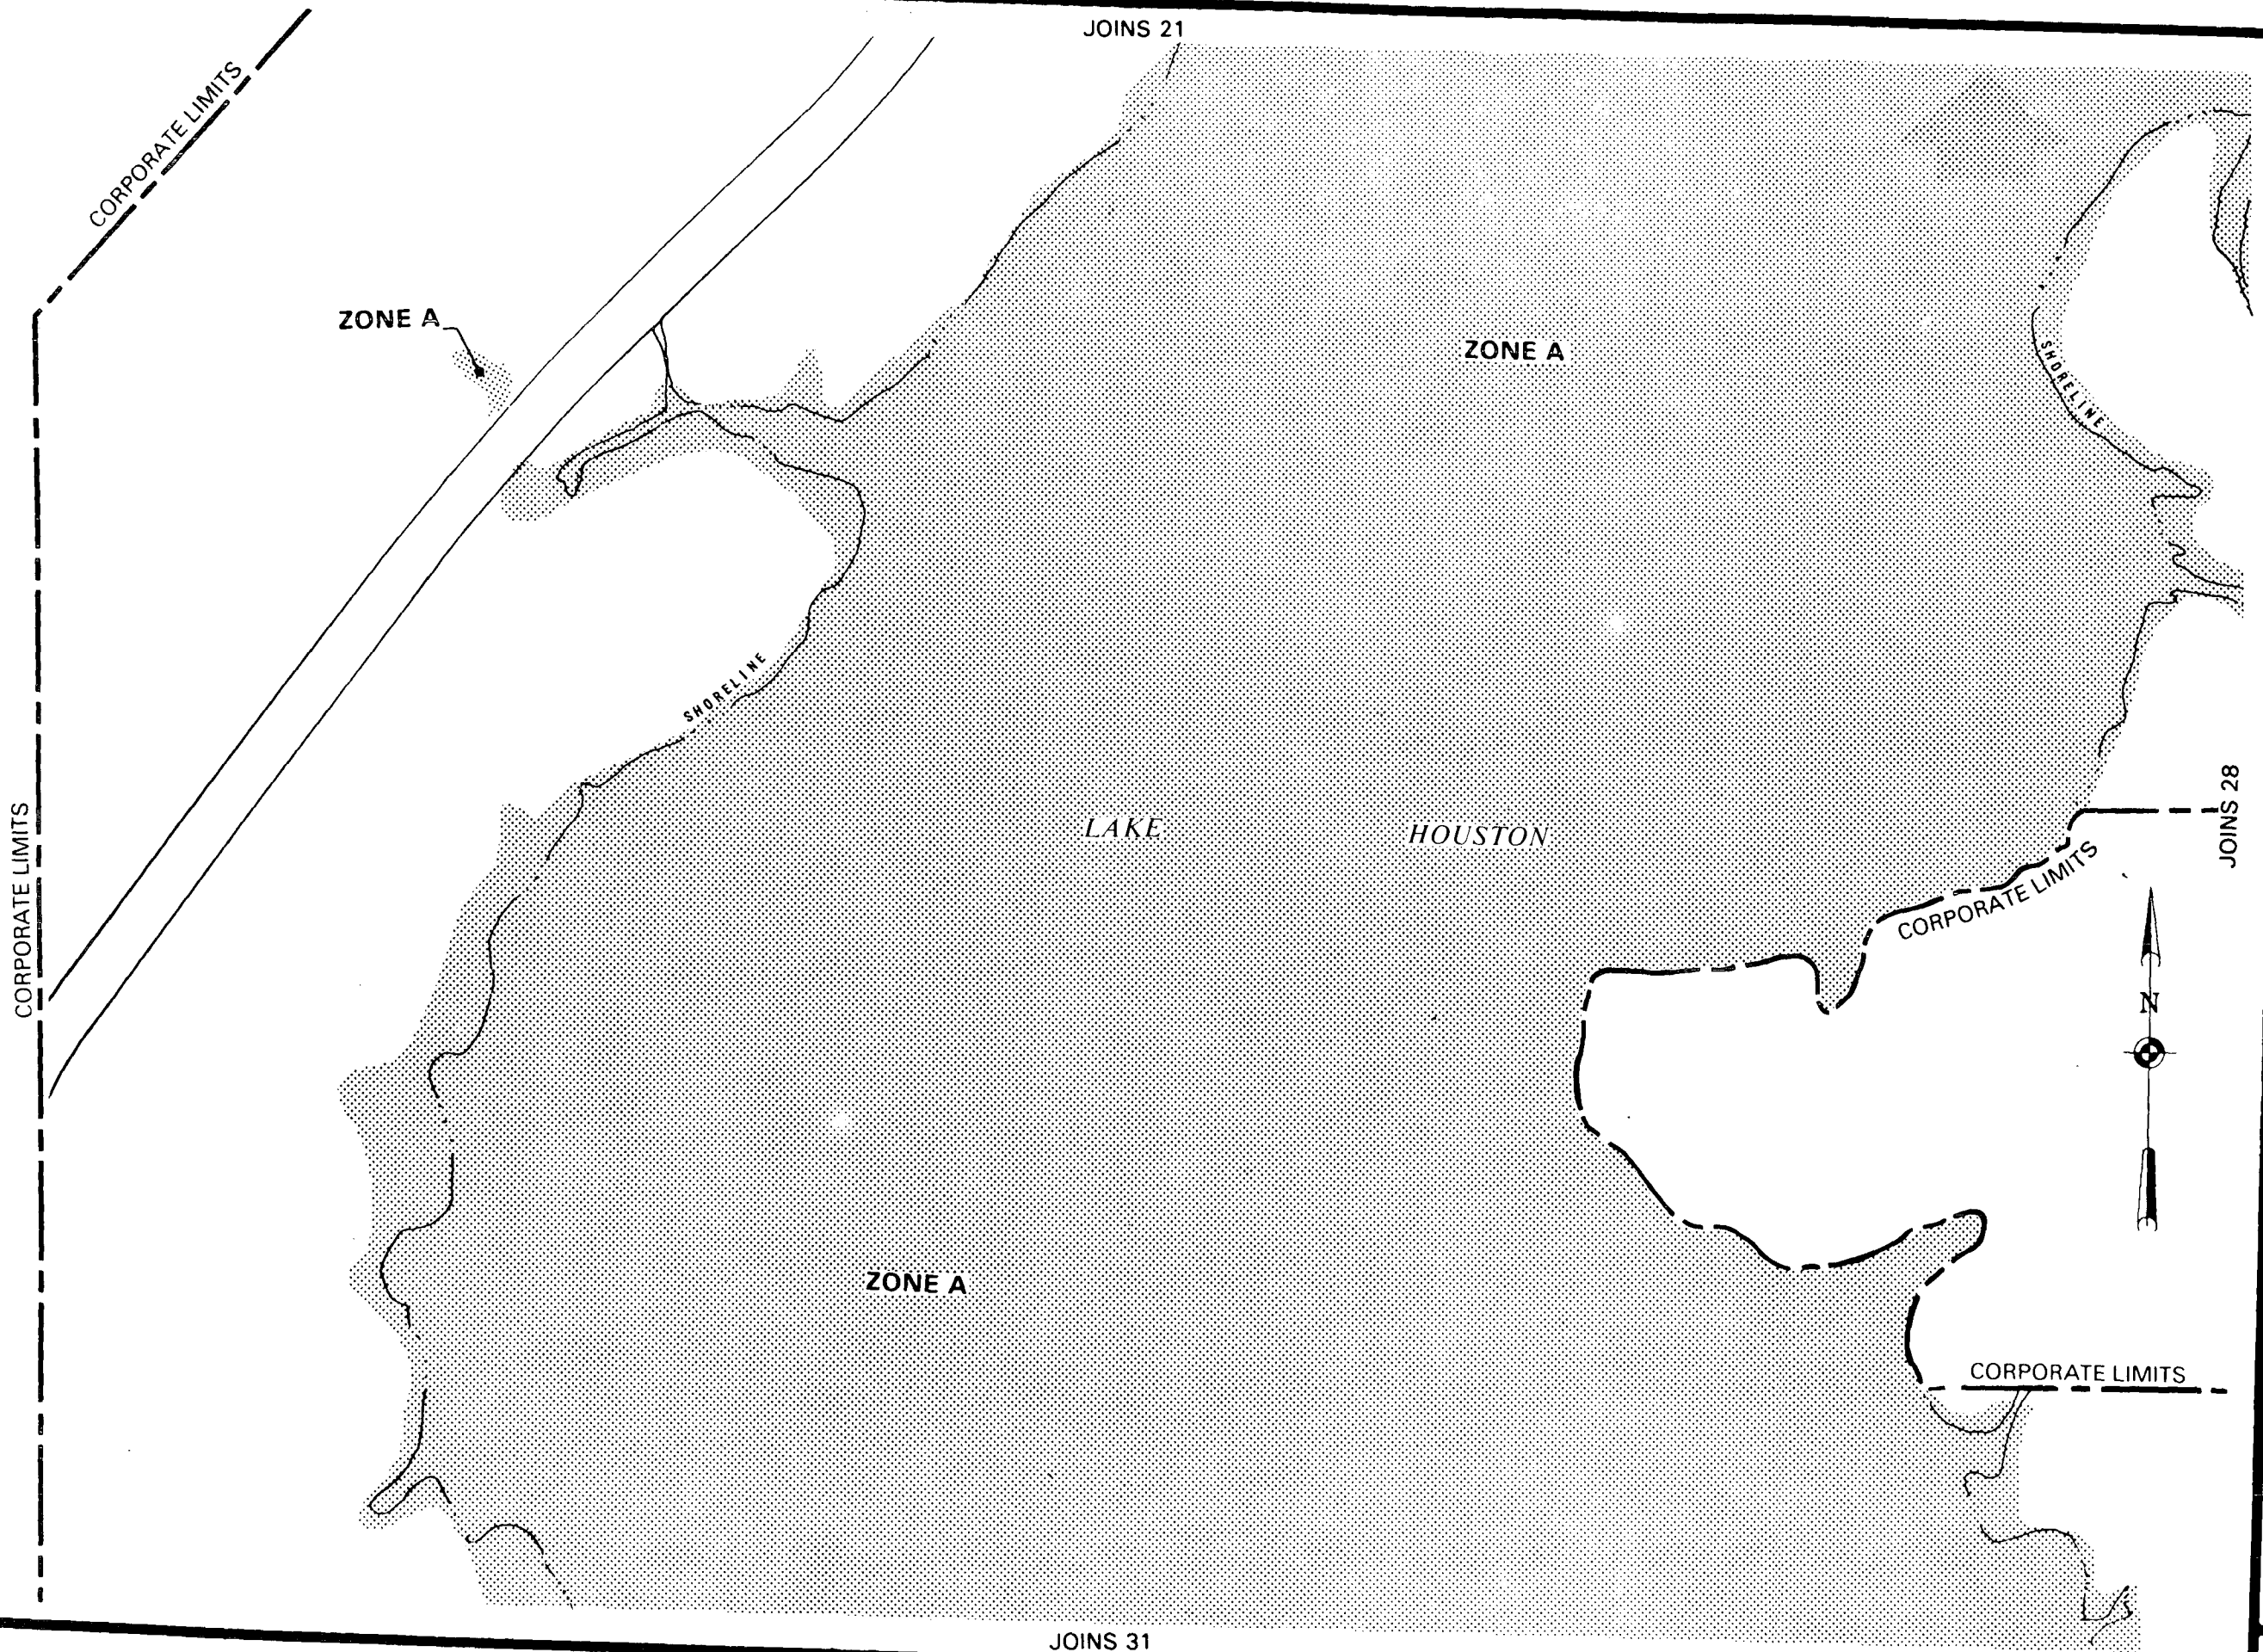 JOINS 21
CORPORATE LIMITS
ZONE A
ZONE A
SHORELINE
SHORELINE
JOINS 28
LAKE HOUSTON
CORPORATE LIMITS
CORPORATE LIMITS
N
ZONE A
CORPORATE LIMITS
JOINS 31